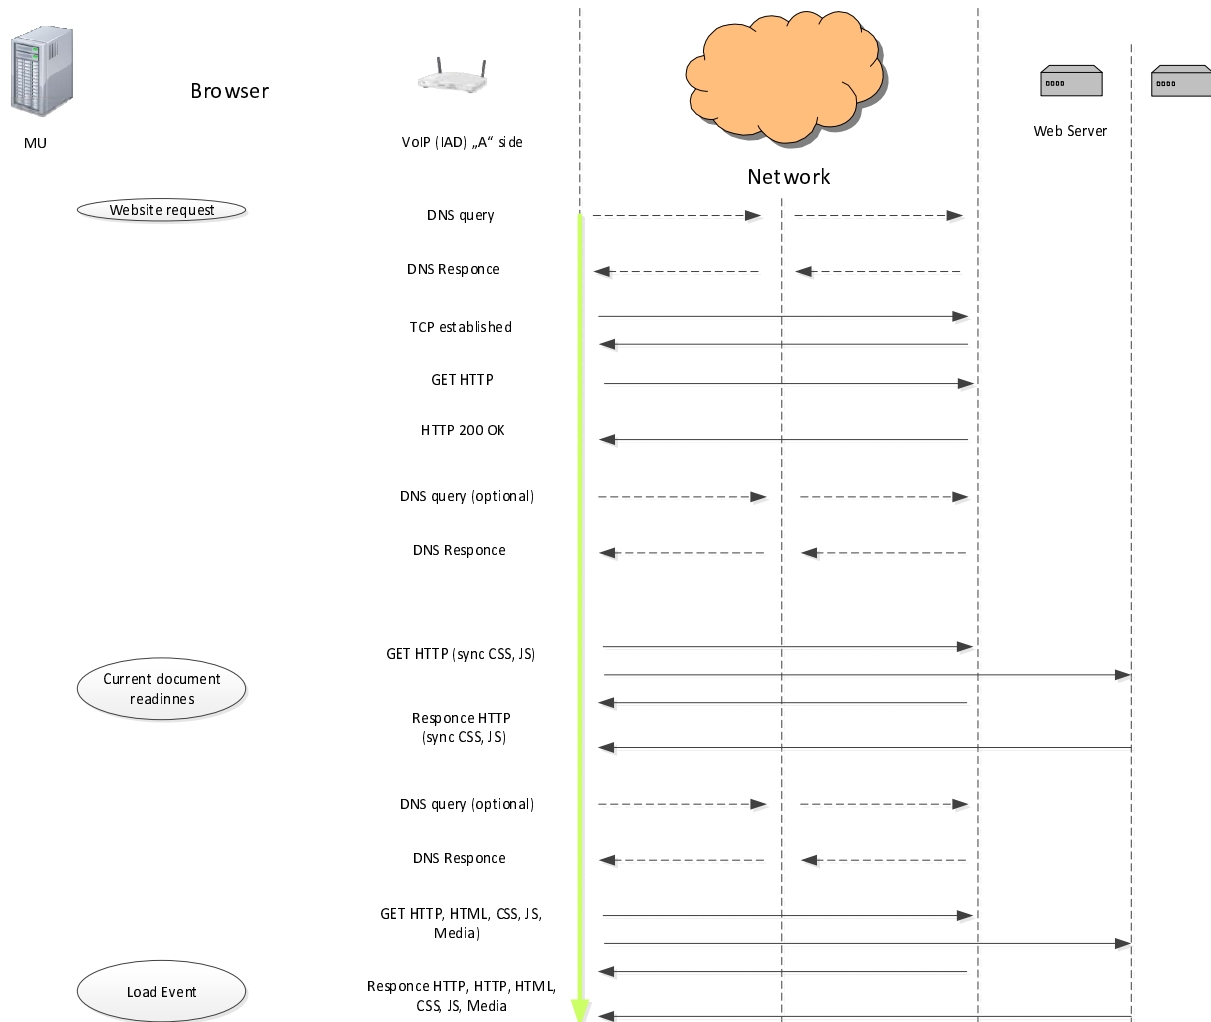 Browser
MU
VoIP (IAD) „A“ side
Web Server
Network
Website request
DNS query
DNS Responce
TCP established
GET HTTP
HTTP 200 OK
DNS query (optional)
DNS Responce
GET HTTP (sync CSS, JS)
Current document
readinnes
Responce HTTP
(sync CSS, JS)
DNS query (optional)
DNS Responce
GET HTTP, HTML, CSS, JS,
Media)
Load Event
Responce HTTP, HTTP, HTML,
CSS, JS, Media